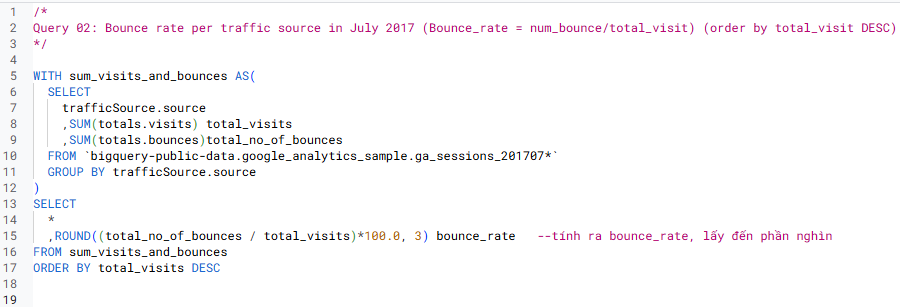 1 /*
2 Query 02: Bounce rate per traffic source in July 2017 (Bounce_rate = num_bounce/total_visit) (order by total_visit DESC)
3 */
4
5 WITH sum_visits_and_bounces AS(
6   SELECT
7     trafficSource.source
8     ,SUM(totals.visits) total_visits
9     ,SUM(totals.bounces)total_no_of_bounces
10   FROM `bigquery-public-data.google_analytics_sample.ga_sessions_201707*`
11   GROUP BY trafficSource.source
12 )
13 SELECT
14   *
15   ,ROUND((total_no_of_bounces / total_visits)*100.0, 3) bounce_rate   --tính ra bounce_rate, lấy đến phần nghìn
16 FROM sum_visits_and_bounces
17 ORDER BY total_visits DESC
18
19